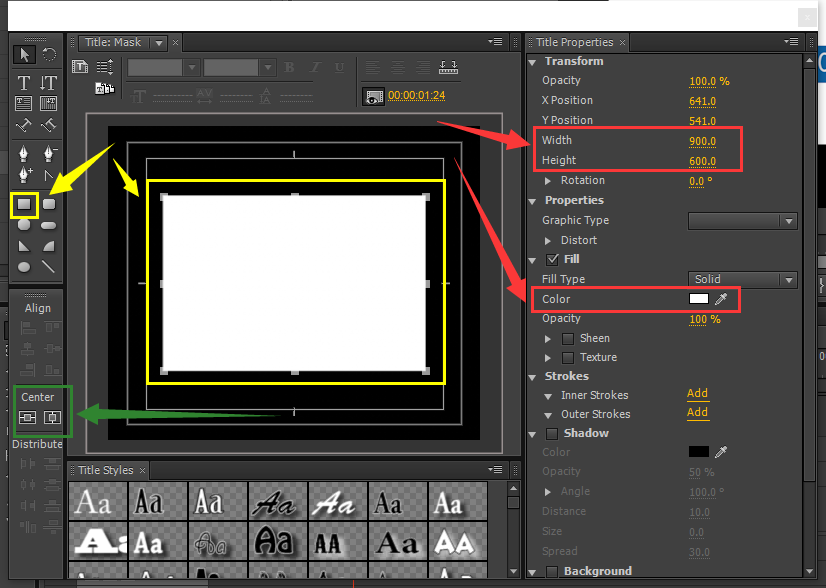 Title: Mask
Title Properties
Transform
Opacity 100.0 %
X Position 641.0
Y Position 541.0
Width 900.0
Height 600.0
Rotation 0.0 °
Properties
Graphic Type
Distort
Fill
Fill Type Solid
Color
Opacity 100 %
Sheen
Texture
Strokes
Inner Strokes Add
Outer Strokes Add
Shadow
Color
Opacity 50 %
Angle 100.0 °
Distance 10.0
Size 0.0
Spread 30.0
Background
B I U
00:00:01:24
T T
Align
Center
Distribute
Title Styles
Aa Aa Aa Aa Aa Aa Aa
Aa Aa Aa Aa AA Aa AA